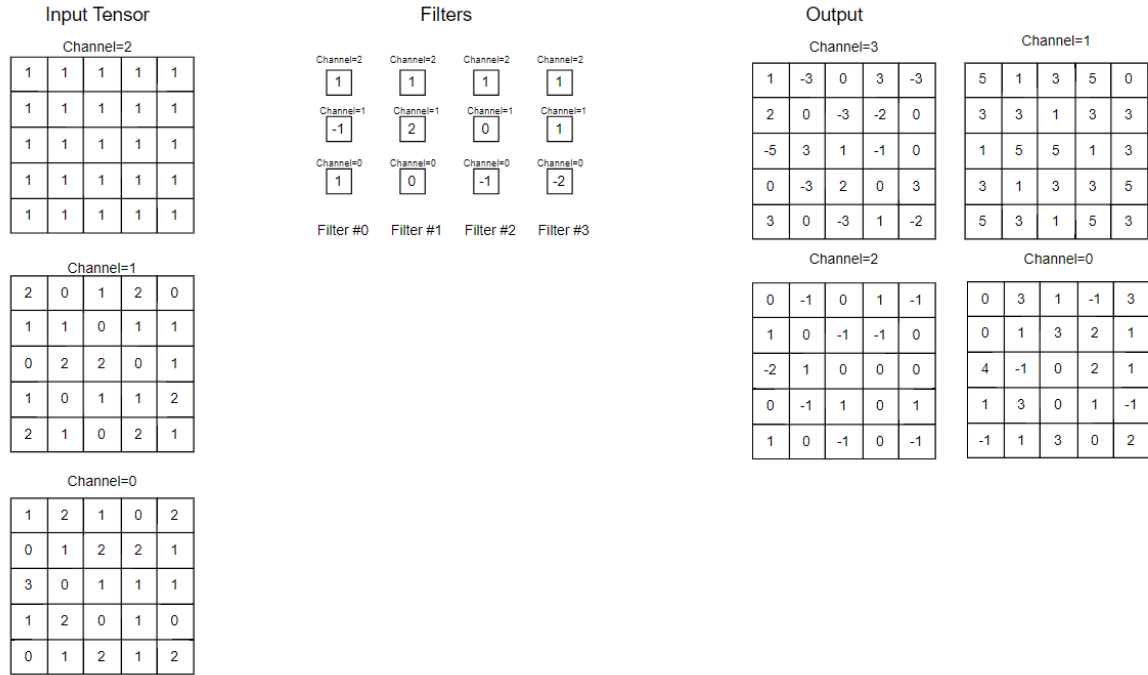 Input Tensor
Filters
Output
Channel=2
1 1 1 1 1
1 1 1 1 1
1 1 1 1 1
1 1 1 1 1
1 1 1 1 1
Channel=1
2 0 1 2 0
1 1 0 1 1
0 2 2 0 1
1 0 1 1 2
2 1 0 2 1
Channel=0
1 2 1 0 2
0 1 2 2 1
3 0 1 1 1
1 2 0 1 0
0 1 2 1 2
Channel=2 Channel=2 Channel=2 Channel=2
1 1 1 1
Channel=1 Channel=1 Channel=1 Channel=1
-1 2 0 1
Channel=0 Channel=0 Channel=0 Channel=0
1 0 -1 -2
Filter #0 Filter #1 Filter #2 Filter #3
Channel=3
1 -3 0 3 -3
2 0 -3 -2 0
-5 3 1 -1 0
0 -3 2 0 3
3 0 -3 1 -2
Channel=1
5 1 3 5 0
3 3 1 3 3
1 5 5 1 3
3 1 3 3 5
5 3 1 5 3
Channel=2
0 -1 0 1 -1
1 0 -1 -1 0
-2 1 0 0 0
0 -1 1 0 1
1 0 -1 0 -1
Channel=0
0 3 1 -1 3
0 1 3 2 1
4 -1 0 2 1
1 3 0 1 -1
-1 1 3 0 2